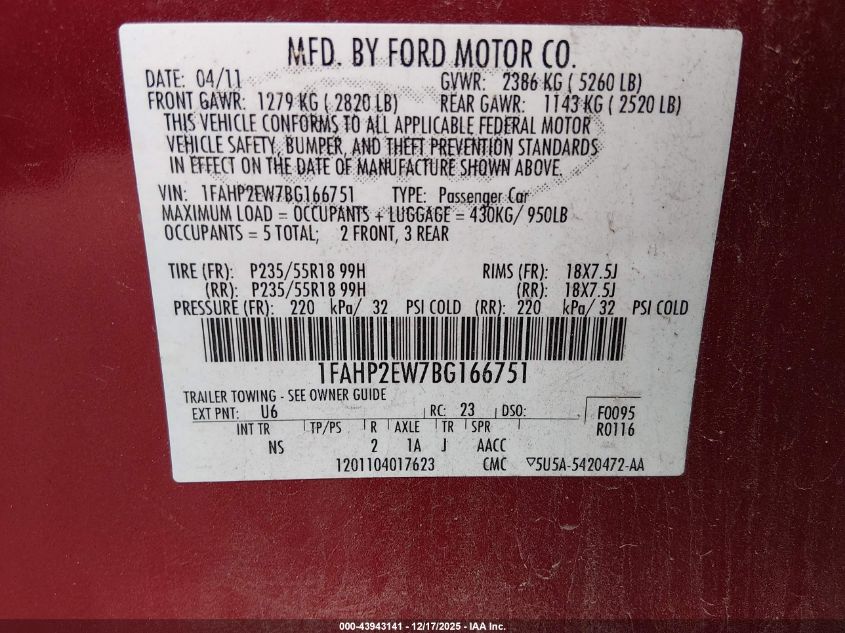 MFD. BY FORD MOTOR CO.
DATE: 04/11 GVWR: 2386 KG ( 5260 LB)
FRONT GAWR: 1279 KG ( 2820 LB) REAR GAWR: 1143 KG ( 2520 LB)
THIS VEHICLE CONFORMS TO ALL APPLICABLE FEDERAL MOTOR
VEHICLE SAFETY, BUMPER, AND THEFT PREVENTION STANDARDS
IN EFFECT ON THE DATE OF MANUFACTURE SHOWN ABOVE.
VIN: 1FAHP2EW7BG166751 TYPE: Passenger Car
MAXIMUM LOAD = OCCUPANTS + LUGGAGE = 430KG/ 950LB
OCCUPANTS = 5 TOTAL; 2 FRONT, 3 REAR
TIRE (FR): P235/55R18 99H RIMS (FR): 18X7.5J
(RR): P235/55R18 99H (RR): 18X7.5J
PRESSURE (FR): 220 kPa/ 32 PSI COLD (RR): 220 kPa/ 32 PSI COLD
1FAHP2EW7BG166751
TRAILER TOWING - SEE OWNER GUIDE
EXT PNT: U6 RC: 23 DSO: F0095
INT TR TP/PS R AXLE TR SPR R0116
NS 2 1A J AACC
1201104017623 CMC ▽5U5A-5420472-AA
000-43943141 - 12/17/2025 - IAA Inc.